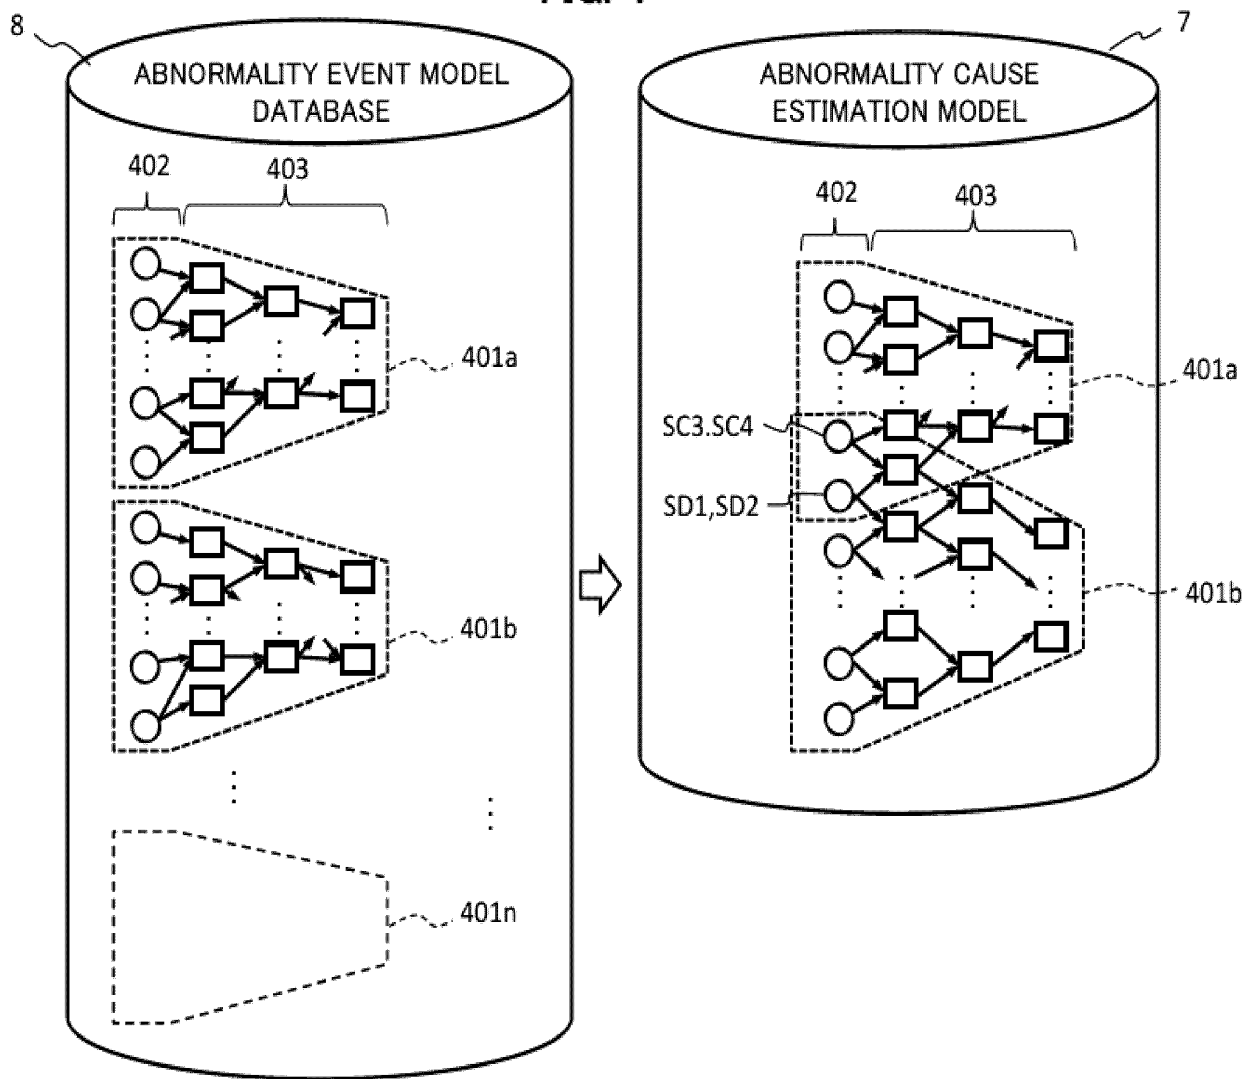 8
7
ABNORMALITY EVENT MODEL
DATABASE
ABNORMALITY CAUSE
ESTIMATION MODEL
402
403
401a
401b
401n
402
403
401a
SC3.SC4
SD1,SD2
401b